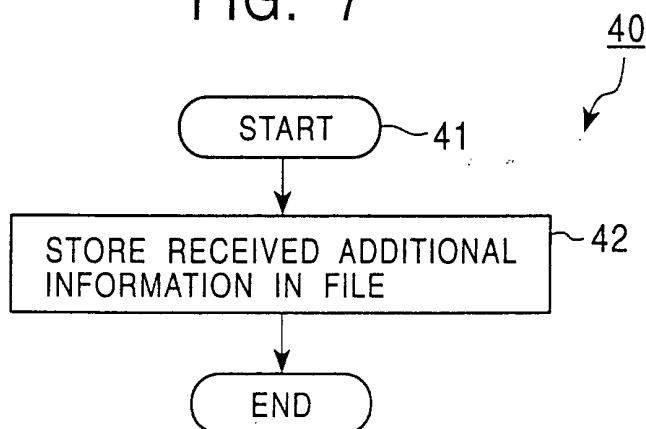 FIG. 7
40
START
41
STORE RECEIVED ADDITIONAL
INFORMATION IN FILE
42
END